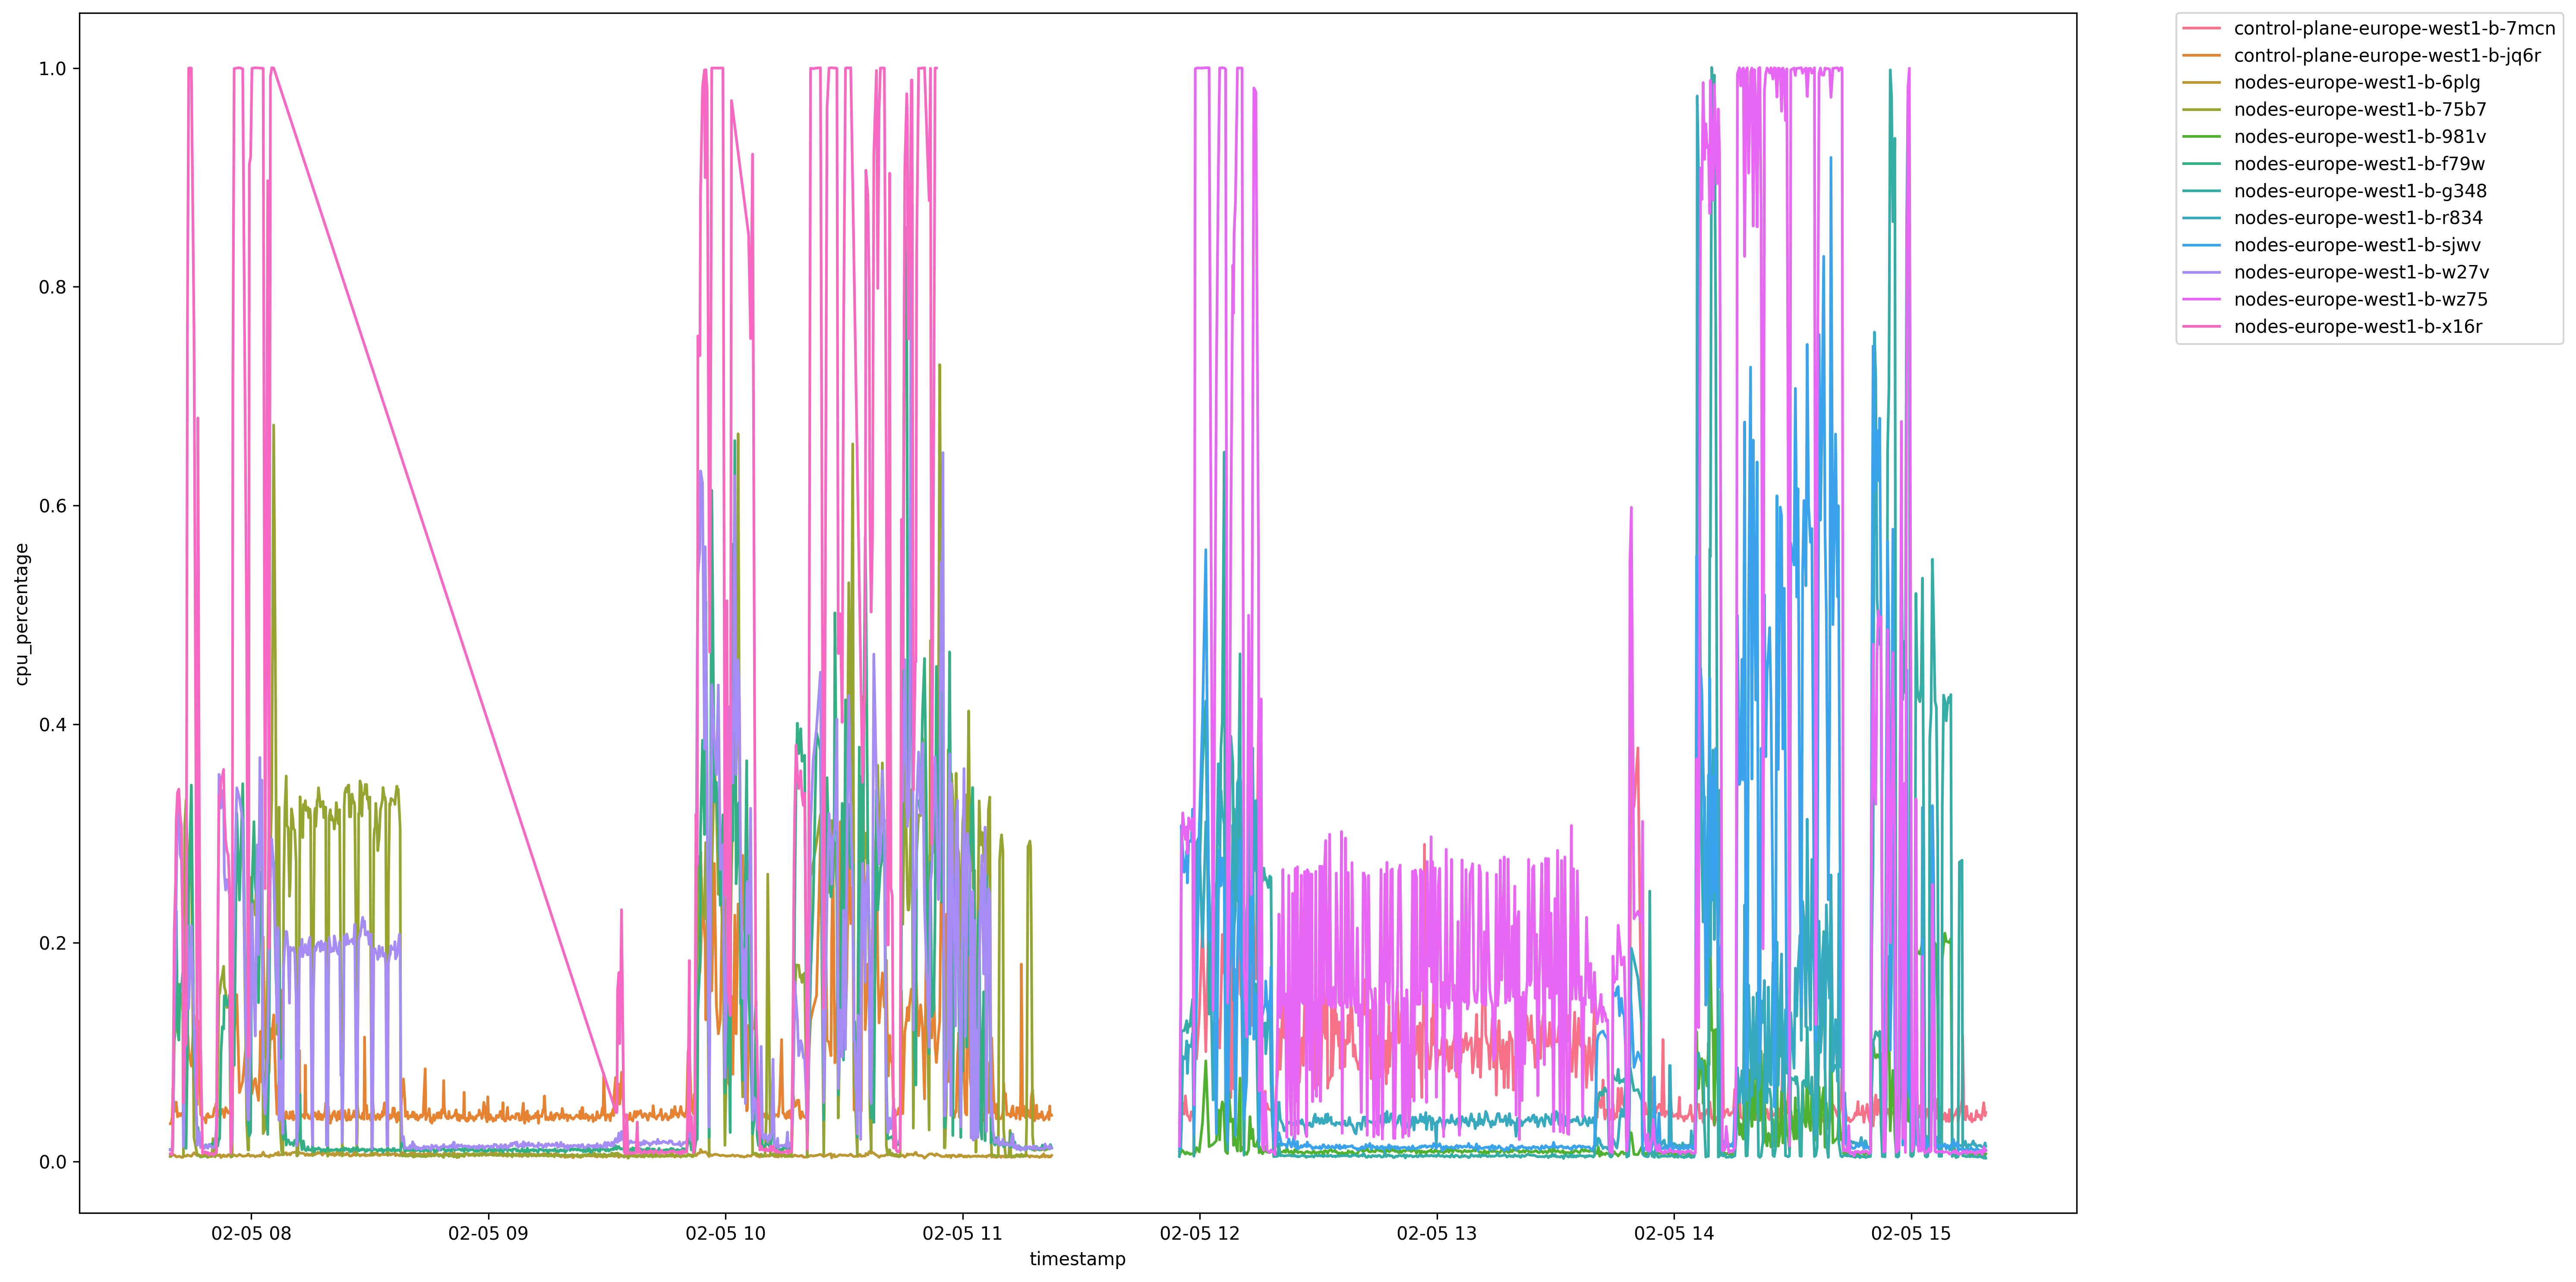 1.0
0.8
0.6
0.4
0.2
0.0
cpu_percentage
02-05 08
02-05 09
02-05 10
02-05 11
02-05 12
02-05 13
02-05 14
02-05 15
timestamp
control-plane-europe-west1-b-7mcn
control-plane-europe-west1-b-jq6r
nodes-europe-west1-b-6plg
nodes-europe-west1-b-75b7
nodes-europe-west1-b-981v
nodes-europe-west1-b-f79w
nodes-europe-west1-b-g348
nodes-europe-west1-b-r834
nodes-europe-west1-b-sjwv
nodes-europe-west1-b-w27v
nodes-europe-west1-b-wz75
nodes-europe-west1-b-x16r